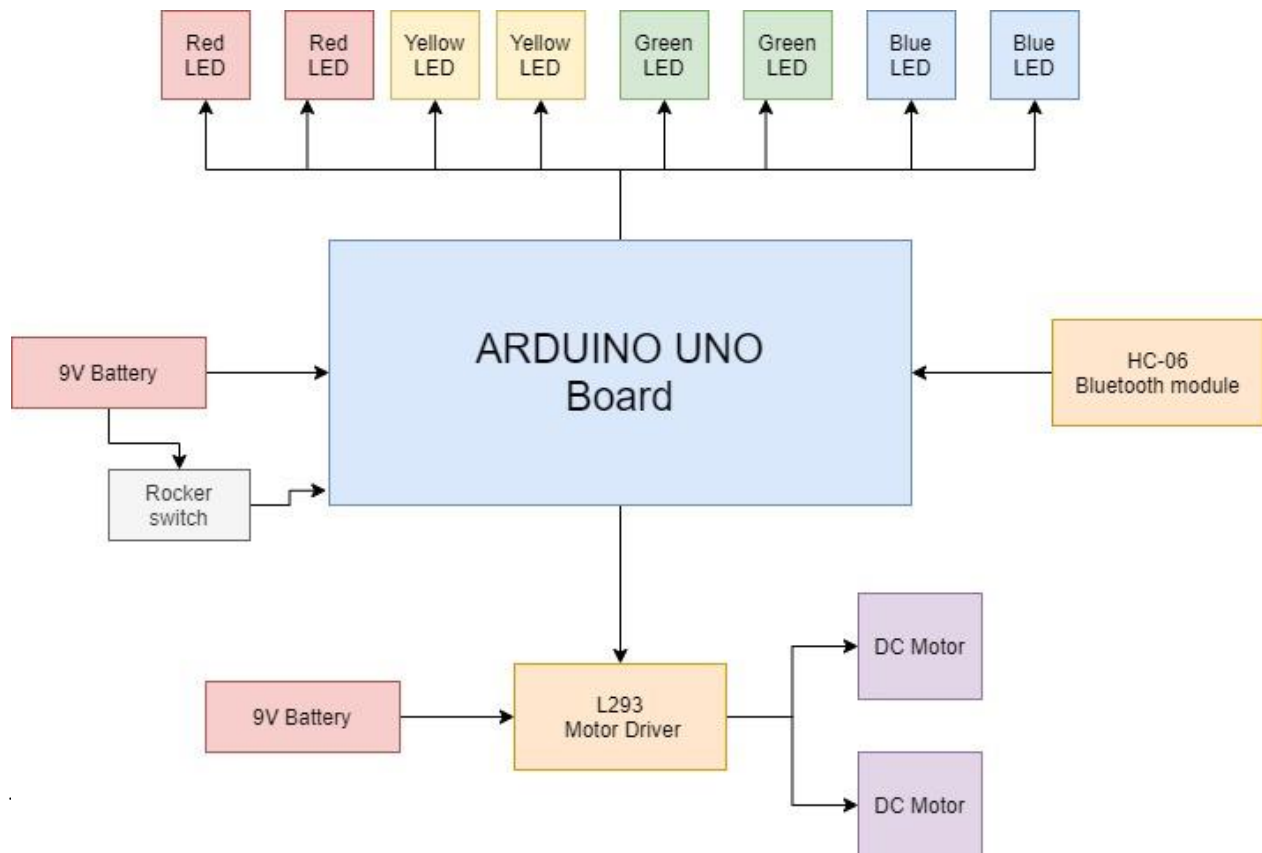 Red
LED
Red
LED
Yellow
LED
Yellow
LED
Green
LED
Green
LED
Blue
LED
Blue
LED
ARDUINO UNO
Board
9V Battery
HC-06
Bluetooth module
Rocker
switch
9V Battery
L293
Motor Driver
DC Motor
DC Motor